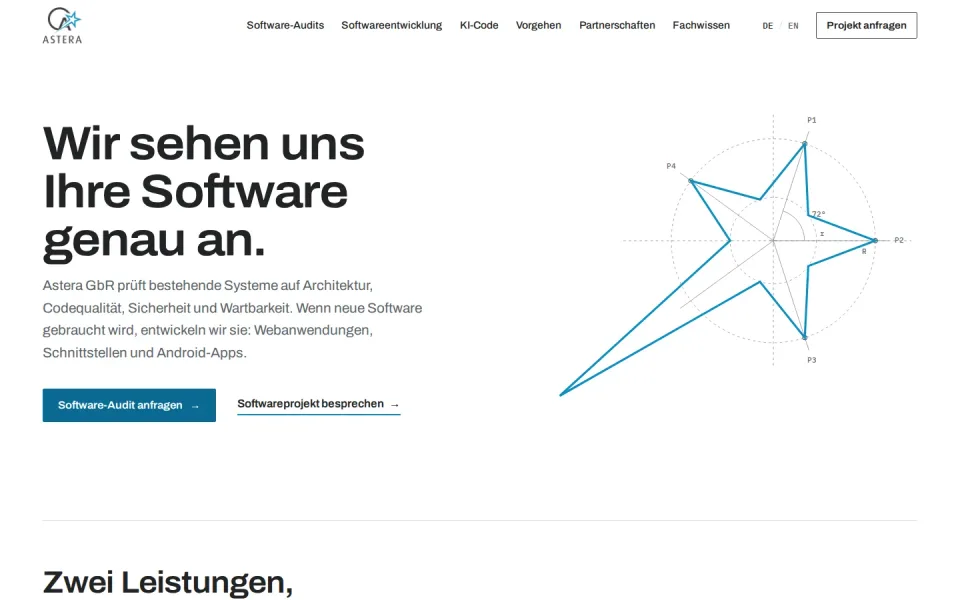 ASTERA
Software-Audits Softwareentwicklung KI-Code Vorgehen Partnerschaften Fachwissen DE / EN Projekt anfragen
Wir sehen uns
Ihre Software
genau an.
Astera GbR prüft bestehende Systeme auf Architektur,
Codequalität, Sicherheit und Wartbarkeit. Wenn neue Software
gebraucht wird, entwickeln wir sie: Webanwendungen,
Schnittstellen und Android-Apps.
Software-Audit anfragen →
Softwareprojekt besprechen →
P1
P4
72°
r
P2
R
P3
Zwei Leistungen,